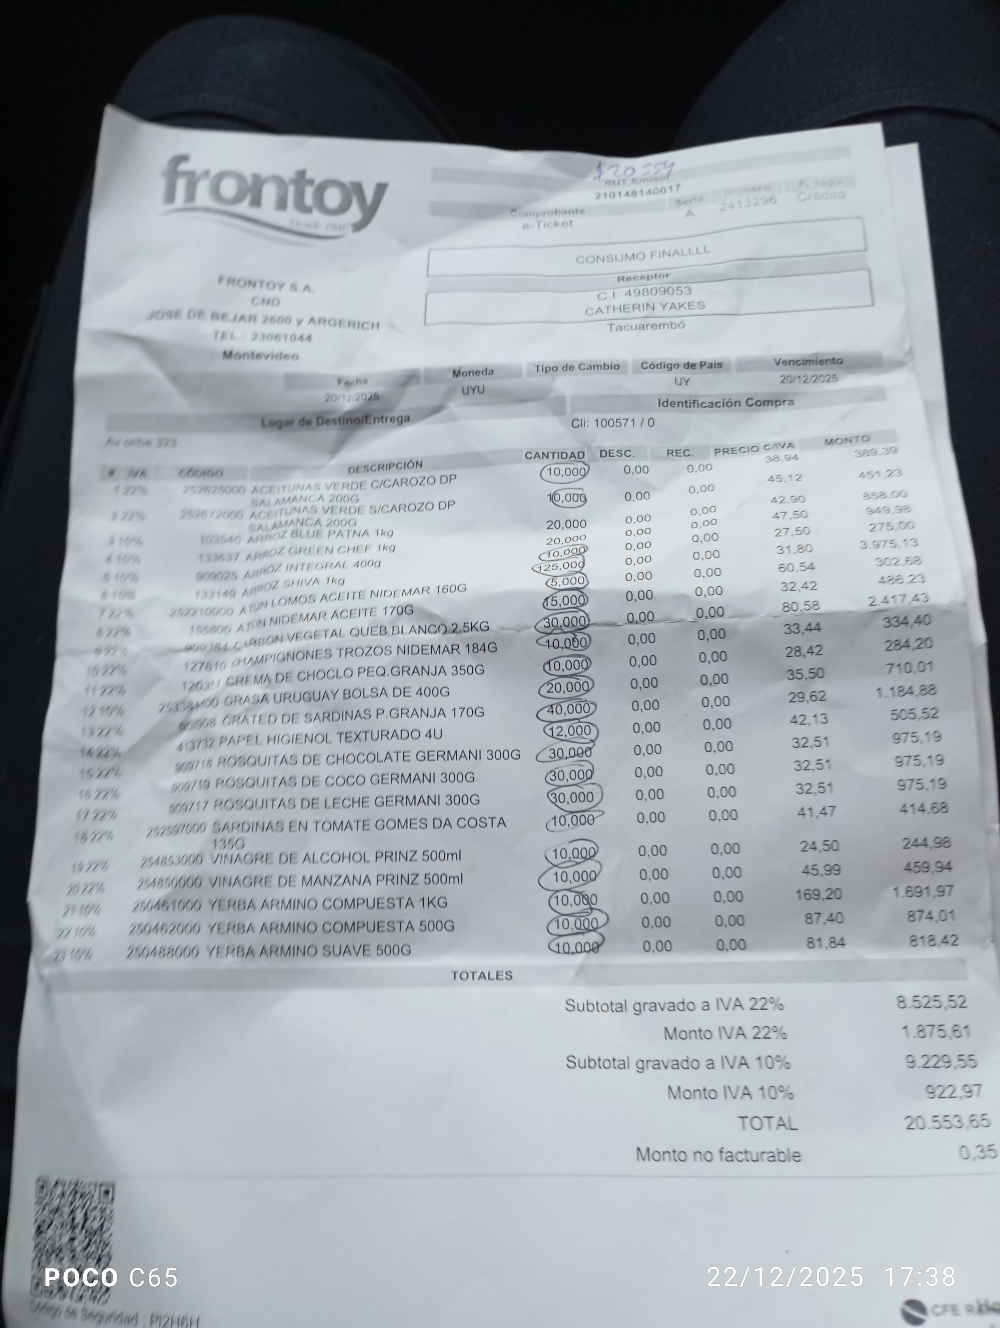 frontoy
Desde
$20554
RUT Emisor
210148140017
Comprobante Serie Número F. pago
e-Ticket A 2413296 Crédito
CONSUMO FINALLLL
Receptor
C.I. 49809053
CATHERIN YAKES
Tacuarembó
FRONTOY S.A.
CND
JOSE DE BEJAR 2600 y ARGERICH
TEL.: 23061044
Montevideo
Fecha Moneda Tipo de Cambio Código de País Vencimiento
20/12/2025 UYU UY 20/12/2025
Lugar de Destino/Entrega Identificación Compra
Av oribe 323 Cli: 100571 / 0
# IVA CÓDIGO DESCRIPCIÓN CANTIDAD DESC. REC. PRECIO C/IVA MONTO
1 22% 252625000 ACEITUNAS VERDE C/CAROZO DP 10,000 0,00 0,00 38,94 389,39
SALAMANCA 200G
2 22% 252672000 ACEITUNAS VERDE S/CAROZO DP 10,000 0,00 0,00 45,12 451,23
SALAMANCA 200G
3 10% 103546 ARROZ BLUE PATNA 1kg 20,000 0,00 0,00 42,90 858,00
4 10% 133637 ARROZ GREEN CHEF 1kg 20,000 0,00 0,00 47,50 949,98
5 10% 909025 ARROZ INTEGRAL 400g 10,000 0,00 0,00 27,50 275,00
6 10% 133149 ARROZ SHIVA 1kg 125,000 0,00 0,00 31,80 3.975,13
7 22% 252210000 ATUN LOMOS ACEITE NIDEMAR 160G 5,000 0,00 0,00 60,54 302,68
8 22% 155800 ATUN NIDEMAR ACEITE 170G 15,000 0,00 0,00 32,42 486,23
9 22% 909384 CARBON VEGETAL QUEB.BLANCO 2.5KG 30,000 0,00 0,00 80,58 2.417,43
10 22% 127610 CHAMPIGNONES TROZOS NIDEMAR 184G 10,000 0,00 0,00 33,44 334,40
11 22% CREMA DE CHOCLO PEQ.GRANJA 350G 10,000 0,00 0,00 28,42 284,20
12 10% GRASA URUGUAY BOLSA DE 400G 20,000 0,00 0,00 35,50 710,01
13 22% 909908 GRATED DE SARDINAS P.GRANJA 170G 40,000 0,00 0,00 29,62 1.184,88
14 22% 413732 PAPEL HIGIENOL TEXTURADO 4U 12,000 0,00 0,00 42,13 505,52
15 22% 909718 ROSQUITAS DE CHOCOLATE GERMANI 300G 30,000 0,00 0,00 32,51 975,19
16 22% 909719 ROSQUITAS DE COCO GERMANI 300G 30,000 0,00 0,00 32,51 975,19
17 22% 909717 ROSQUITAS DE LECHE GERMANI 300G 30,000 0,00 0,00 32,51 975,19
18 22% 252597000 SARDINAS EN TOMATE GOMES DA COSTA 10,000 0,00 0,00 41,47 414,68
135G
19 22% 254853000 VINAGRE DE ALCOHOL PRINZ 500ml 10,000 0,00 0,00 24,50 244,98
20 22% 254850000 VINAGRE DE MANZANA PRINZ 500ml 10,000 0,00 0,00 45,99 459,94
21 10% 250461000 YERBA ARMINO COMPUESTA 1KG 10,000 0,00 0,00 169,20 1.691,97
22 10% 250462000 YERBA ARMINO COMPUESTA 500G 10,000 0,00 0,00 87,40 874,01
23 10% 250488000 YERBA ARMINO SUAVE 500G 10,000 0,00 0,00 81,84 818,42
TOTALES
Subtotal gravado a IVA 22% 8.525,52
Monto IVA 22% 1.875,61
Subtotal gravado a IVA 10% 9.229,55
Monto IVA 10% 922,97
TOTAL 20.553,65
Monto no facturable 0,35
POCO C65
22/12/2025 17:38
Código de Seguridad : PI2H6H
CFE